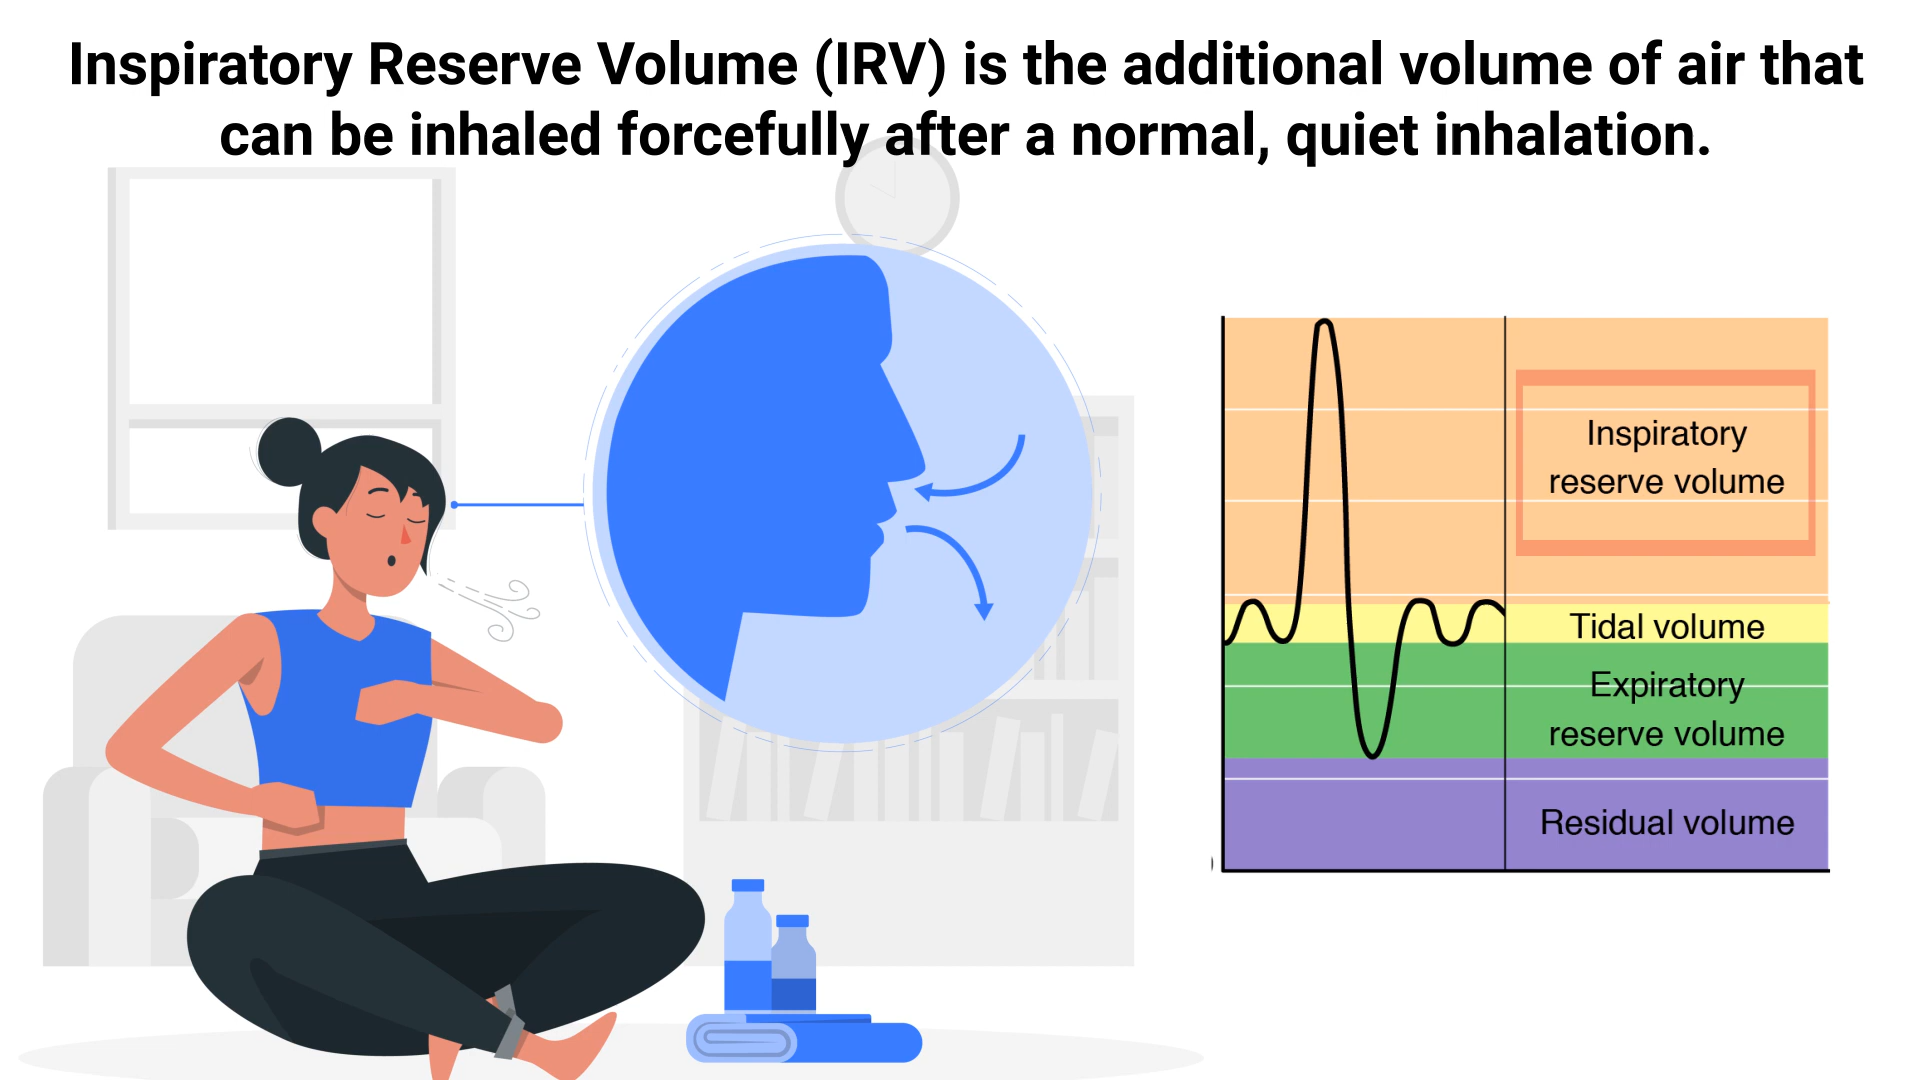 Inspiratory Reserve Volume (IRV) is the additional volume of air that
can be inhaled forcefully after a normal, quiet inhalation.
Inspiratory
reserve volume
Tidal volume
Expiratory
reserve volume
Residual volume